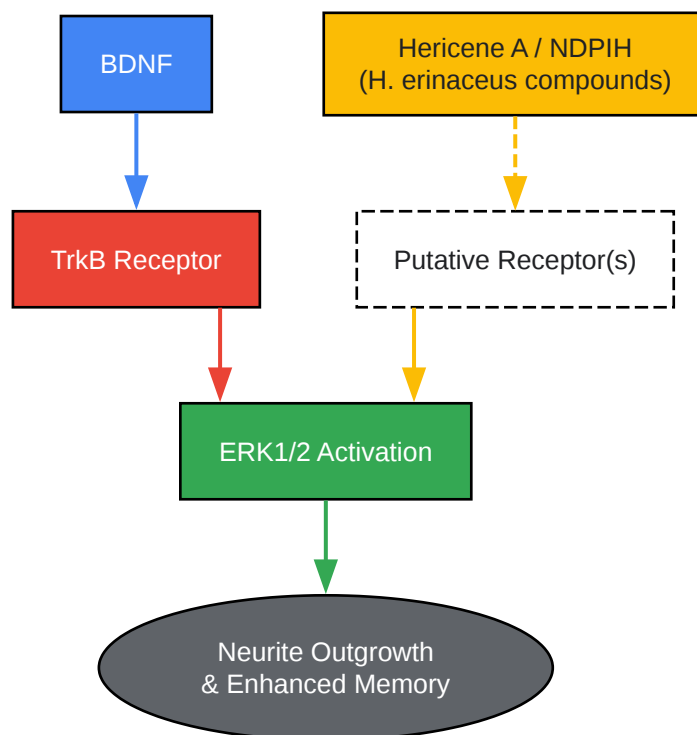 BDNF
Hericene A / NDPIH
(H. erinaceus compounds)
TrkB Receptor
Putative Receptor(s)
ERK1/2 Activation
Neurite Outgrowth
& Enhanced Memory